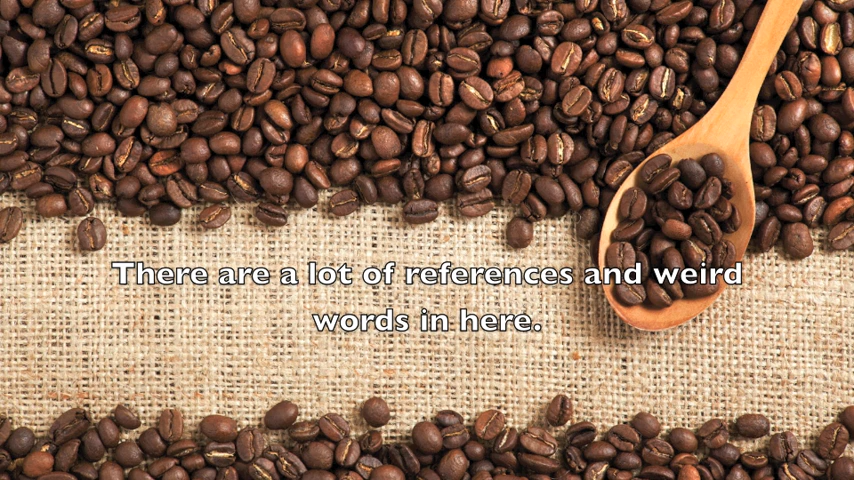 There are a lot of references and weird
words in here.